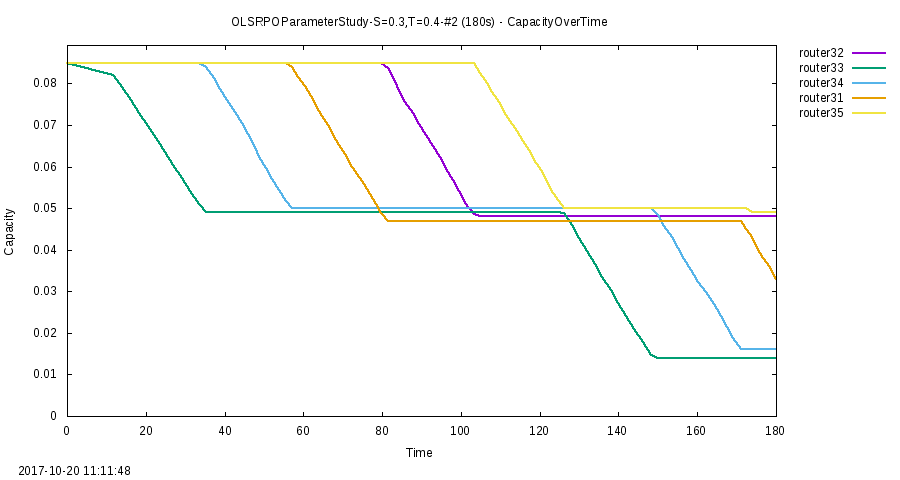 OLSRPOParameterStudy-S=0.3,T=0.4-#2 (180s) - CapacityOverTime
router32
router33
router34
router31
router35
0.08
0.07
0.06
0.05
0.04
0.03
0.02
0.01
0
Capacity
0 20 40 60 80 100 120 140 160 180
Time
2017-10-20 11:11:48